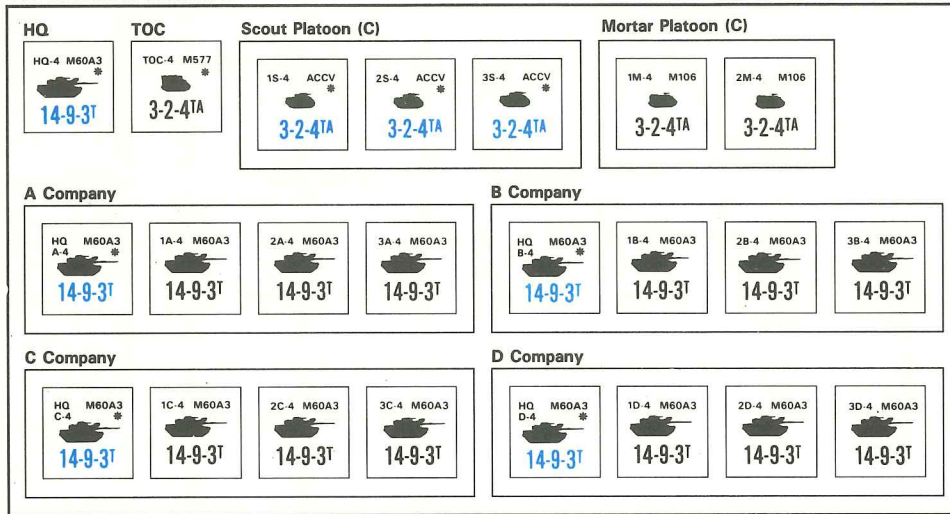 HQ
HQ-4 M60A3
14-9-3T
TOC
TOC-4 M577
3-2-4TA
Scout Platoon (C)
1S-4 ACCV
3-2-4TA
2S-4 ACCV
3-2-4TA
3S-4 ACCV
3-2-4TA
Mortar Platoon (C)
1M-4 M106
3-2-4TA
2M-4 M106
3-2-4TA
A Company
HQ M60A3
A-4
14-9-3T
1A-4 M60A3
14-9-3T
2A-4 M60A3
14-9-3T
3A-4 M60A3
14-9-3T
B Company
HQ M60A3
B-4
14-9-3T
1B-4 M60A3
14-9-3T
2B-4 M60A3
14-9-3T
3B-4 M60A3
14-9-3T
C Company
HQ M60A3
C-4
14-9-3T
1C-4 M60A3
14-9-3T
2C-4 M60A3
14-9-3T
3C-4 M60A3
14-9-3T
D Company
HQ M60A3
D-4
14-9-3T
1D-4 M60A3
14-9-3T
2D-4 M60A3
14-9-3T
3D-4 M60A3
14-9-3T